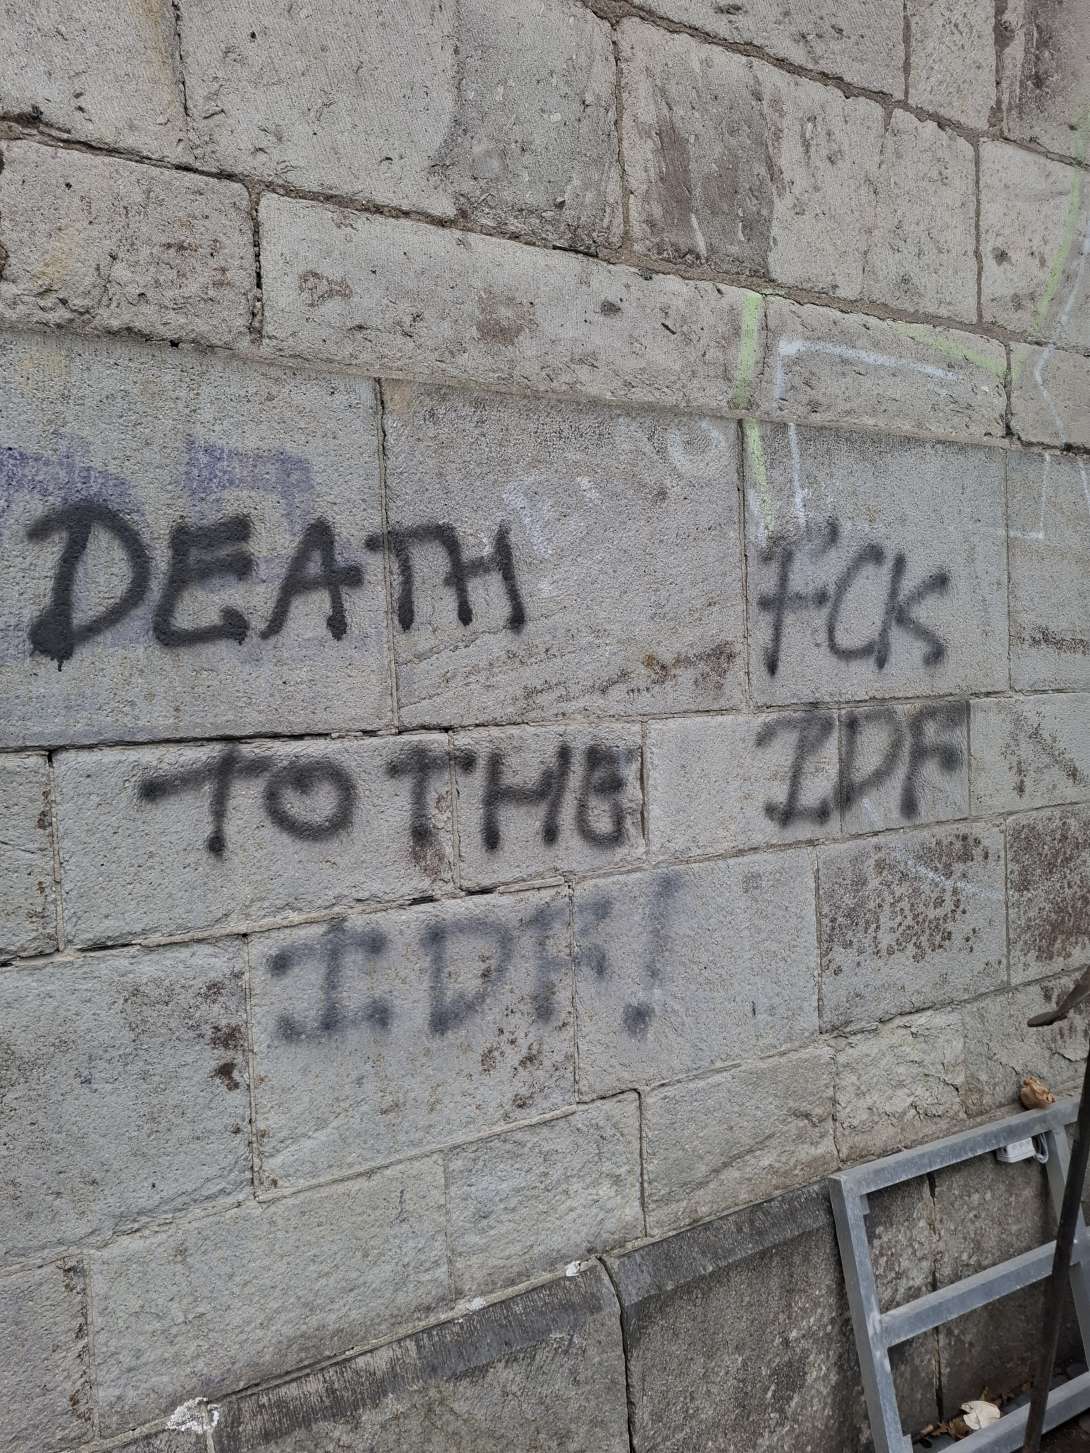 DEATH
TO THE
IDF!
FCK
IDF